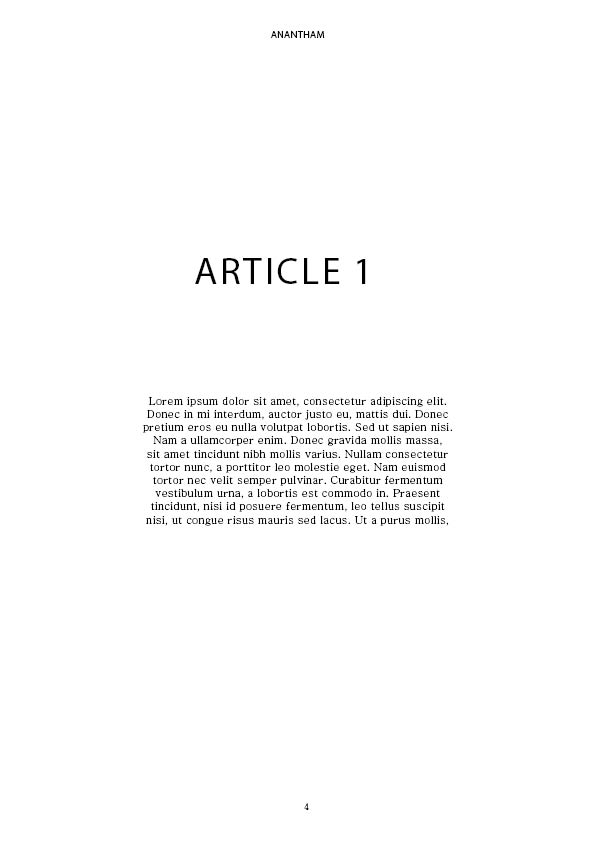 ANANTHAM
ARTICLE 1
Lorem ipsum dolor sit amet, consectetur adipiscing elit.
Donec in mi interdum, auctor justo eu, mattis dui. Donec
pretium eros eu nulla volutpat lobortis. Sed ut sapien nisi.
Nam a ullamcorper enim. Donec gravida mollis massa,
sit amet tincidunt nibh mollis varius. Nullam consectetur
tortor nunc, a porttitor leo molestie eget. Nam euismod
tortor nec velit semper pulvinar. Curabitur fermentum
vestibulum urna, a lobortis est commodo in. Praesent
tincidunt, nisi id posuere fermentum, leo tellus suscipit
nisi, ut congue risus mauris sed lacus. Ut a purus mollis,
4